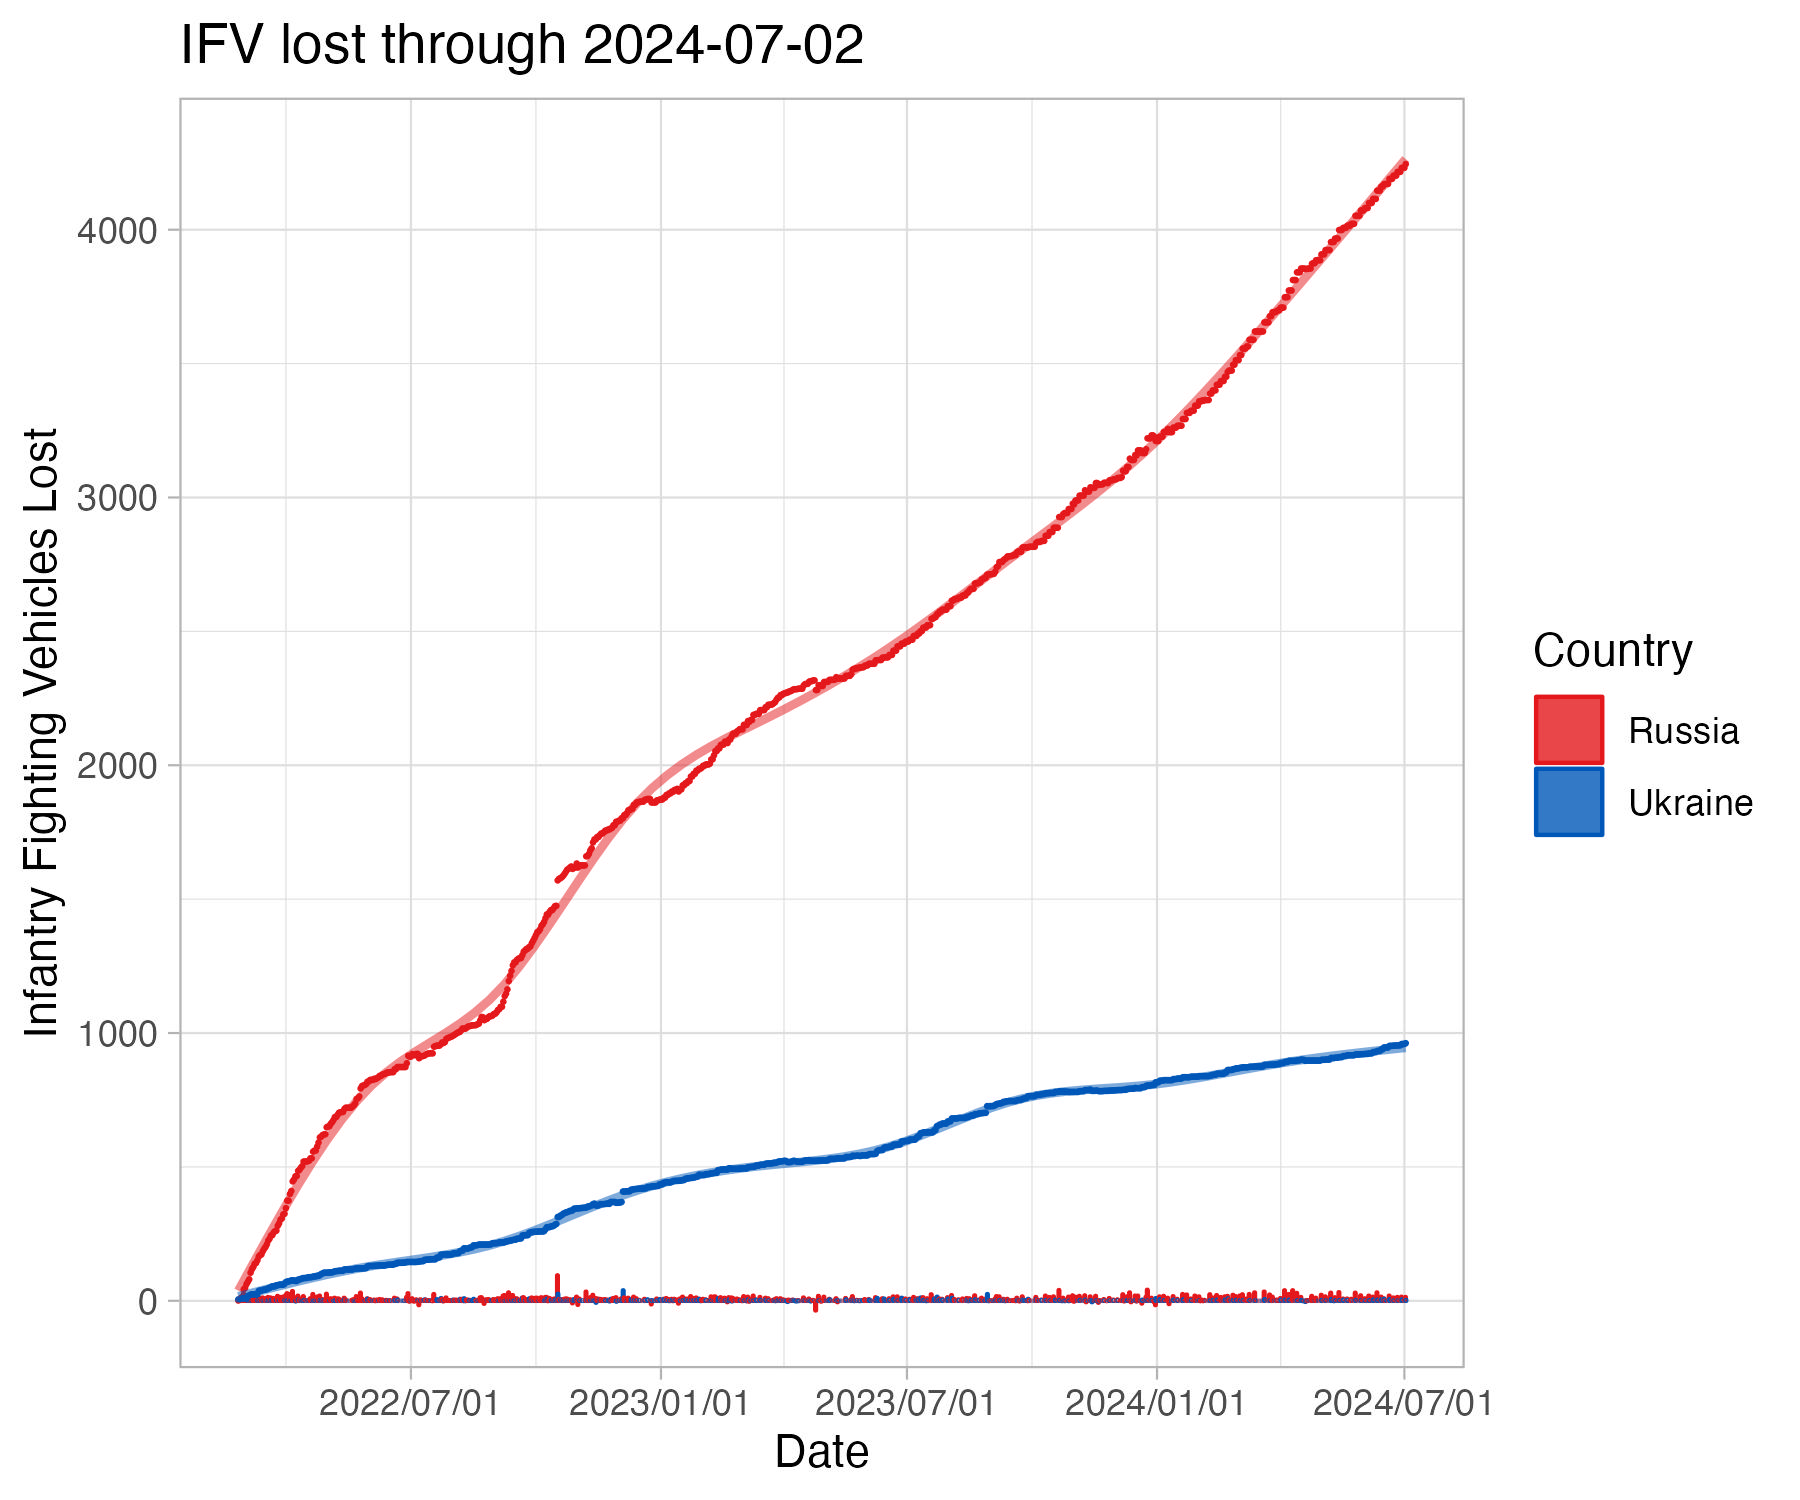 IFV lost through 2024-07-02
Infantry Fighting Vehicles Lost
4000
3000
2000
1000
0
2022/07/01
2023/01/01
2023/07/01
2024/01/01
2024/07/01
Date
Country
Russia
Ukraine